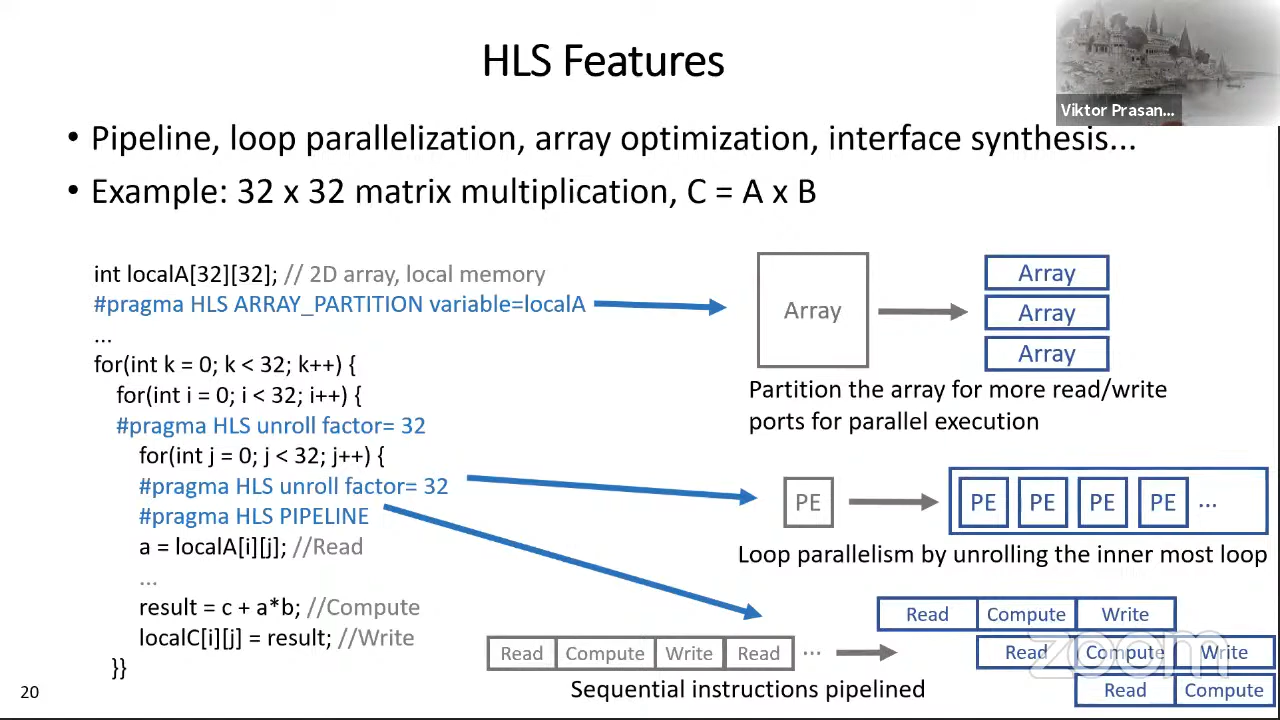 HLS Features
Viktor Prasan...
• Pipeline, loop parallelization, array optimization, interface synthesis...
• Example: 32 x 32 matrix multiplication, C = A x B
int localA[32][32]; // 2D array, local memory
#pragma HLS ARRAY_PARTITION variable=localA
...
for(int k = 0; k < 32; k++) {
for(int i = 0; i < 32; i++) {
#pragma HLS unroll factor= 32
for(int j = 0; j < 32; j++) {
#pragma HLS unroll factor= 32
#pragma HLS PIPELINE
a = localA[i][j]; //Read
...
result = c + a*b; //Compute
localC[i][j] = result; //Write
}}
Array
Array
Array
Array
Partition the array for more read/write
ports for parallel execution
PE
PE PE PE PE ...
Loop parallelism by unrolling the inner most loop
Read Compute Write Read ...
Read Compute Write
Read Compute Write
Read Compute
Sequential instructions pipelined
zoom
20